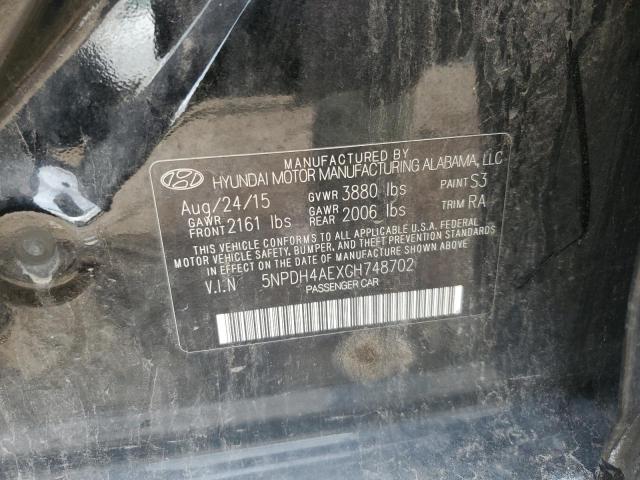 MANUFACTURED BY
HYUNDAI MOTOR MANUFACTURING ALABAMA, LLC
Aug/24/15 GVWR 3880 lbs PAINT S3
GAWR FRONT 2161 lbs GAWR REAR 2006 lbs TRIM RA
THIS VEHICLE CONFORMS TO ALL APPLICABLE U.S.A. FEDERAL
MOTOR VEHICLE SAFETY, BUMPER, AND THEFT PREVENTION STANDARDS
IN EFFECT ON THE DATE OF MANUFACTURE SHOWN ABOVE.
V.I.N 5NPDH4AEXGH748702
PASSENGER CAR